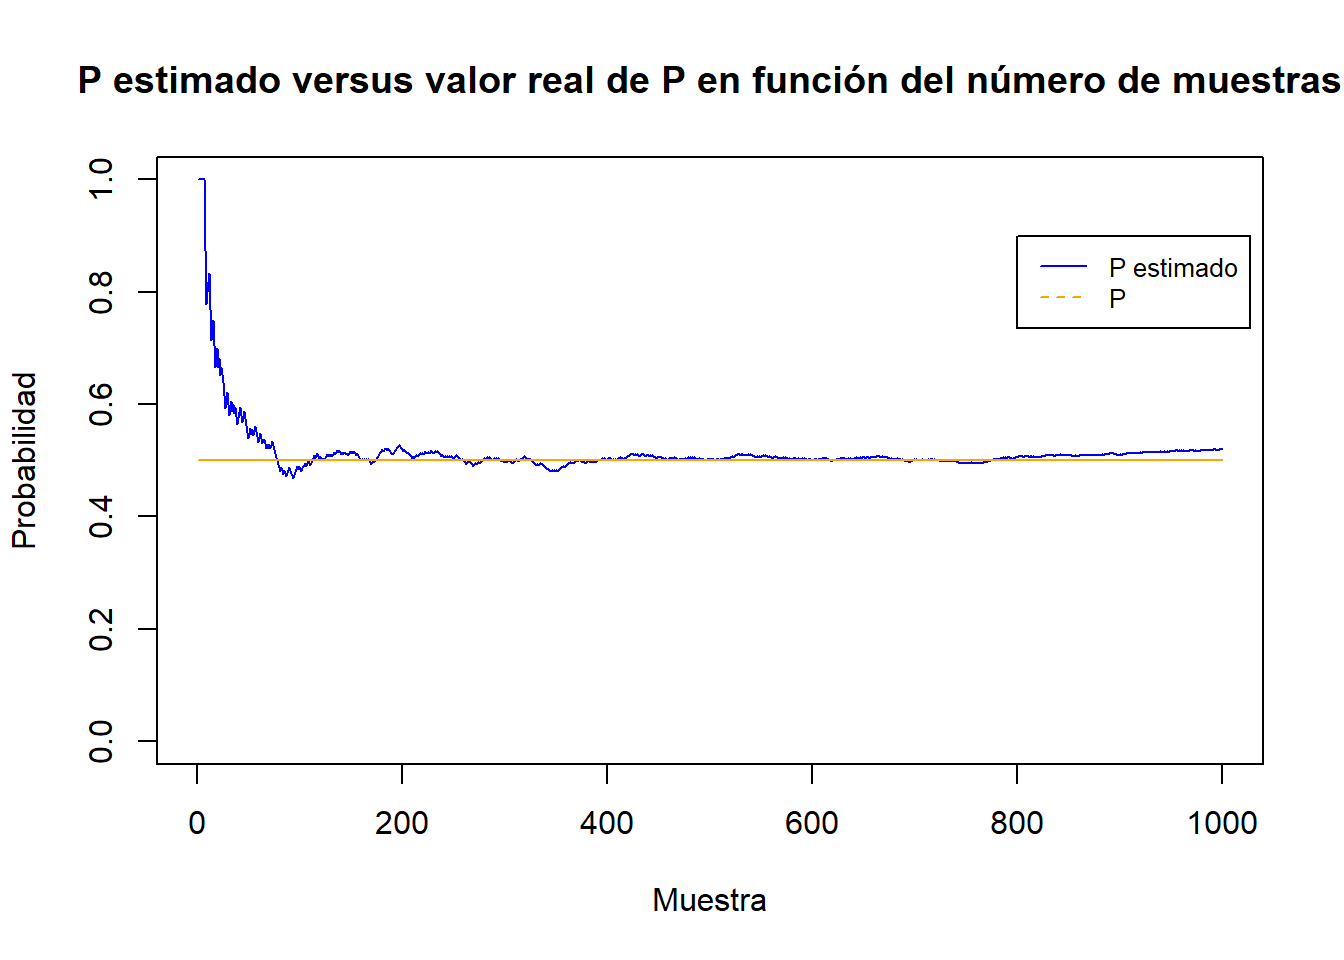 P estimado versus valor real de P en función del número de muestras
P estimado
P
Probabilidad
1.0
0.8
0.6
0.4
0.2
0.0
0 200 400 600 800 1000
Muestra